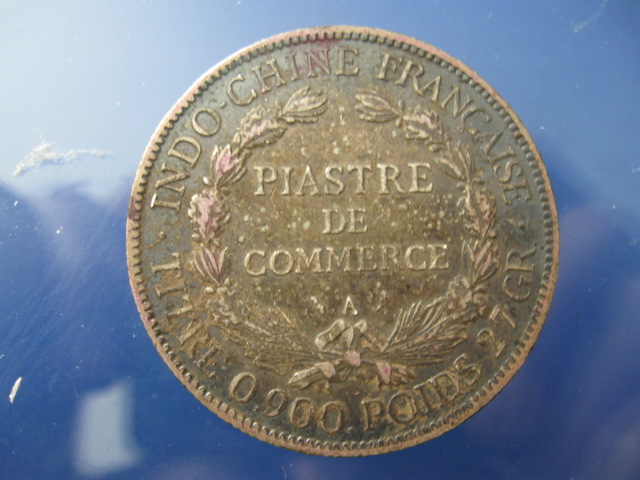 INDO-CHINE FRANÇAISE
PIASTRE
DE
COMMERCE
A
TITRE 0,900 POIDS 27 GR.